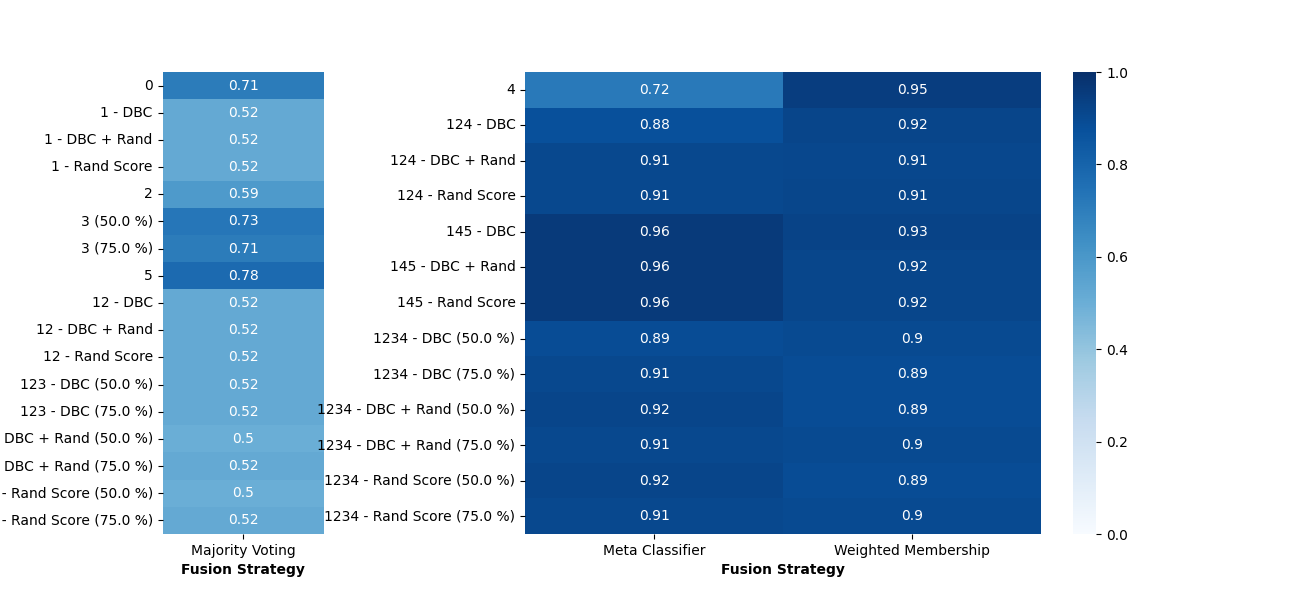 0 0.71
1 - DBC 0.52
1 - DBC + Rand 0.52
1 - Rand Score 0.52
2 0.59
3 (50.0 %) 0.73
3 (75.0 %) 0.71
5 0.78
12 - DBC 0.52
12 - DBC + Rand 0.52
12 - Rand Score 0.52
123 - DBC (50.0 %) 0.52
123 - DBC (75.0 %) 0.52
DBC + Rand (50.0 %) 0.5
DBC + Rand (75.0 %) 0.52
- Rand Score (50.0 %) 0.5
- Rand Score (75.0 %) 0.52
Majority Voting
Fusion Strategy
4 0.72 0.95
124 - DBC 0.88 0.92
124 - DBC + Rand 0.91 0.91
124 - Rand Score 0.91 0.91
145 - DBC 0.96 0.93
145 - DBC + Rand 0.96 0.92
145 - Rand Score 0.96 0.92
1234 - DBC (50.0 %) 0.89 0.9
1234 - DBC (75.0 %) 0.91 0.89
1234 - DBC + Rand (50.0 %) 0.92 0.89
1234 - DBC + Rand (75.0 %) 0.91 0.9
1234 - Rand Score (50.0 %) 0.92 0.89
1234 - Rand Score (75.0 %) 0.91 0.9
Meta Classifier Weighted Membership
Fusion Strategy
1.0
0.8
0.6
0.4
0.2
0.0